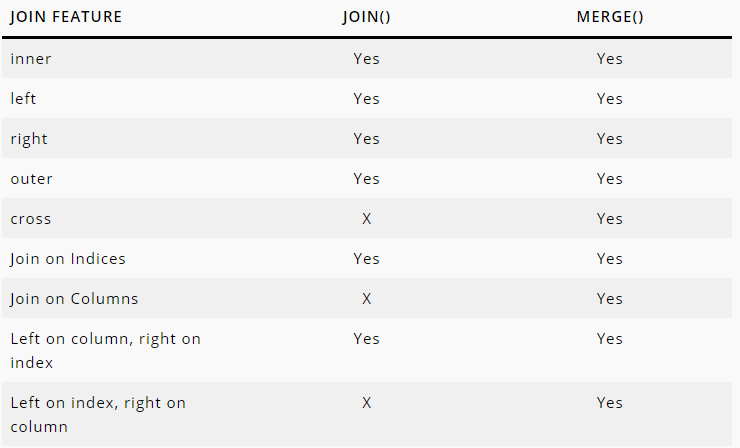 JOIN FEATURE JOIN() MERGE()
inner Yes Yes
left Yes Yes
right Yes Yes
outer Yes Yes
cross X Yes
Join on Indices Yes Yes
Join on Columns X Yes
Left on column, right on Yes Yes
index
Left on index, right on X Yes
column